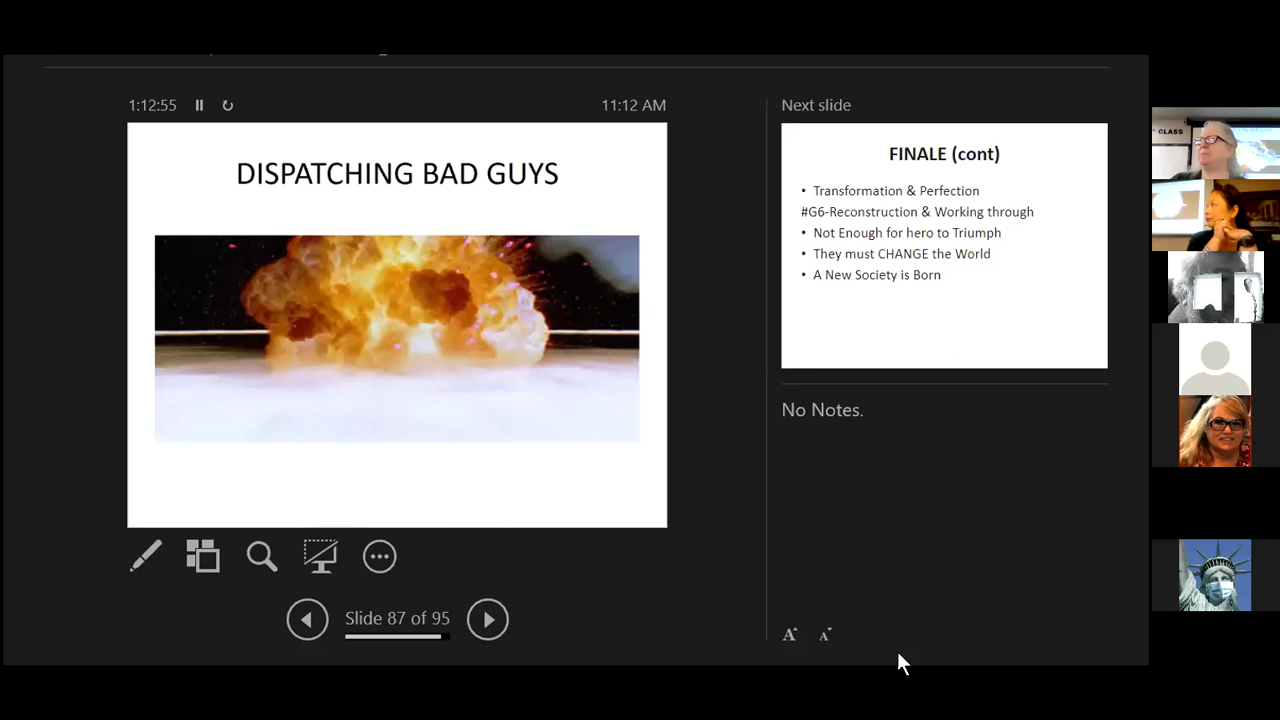 1:12:55
11:12 AM
Next slide
DISPATCHING BAD GUYS
FINALE (cont)
• Transformation & Perfection
#G6-Reconstruction & Working through
• Not Enough for hero to Triumph
• They must CHANGE the World
• A New Society is Born
No Notes.
Slide 87 of 95
A A
CLASS